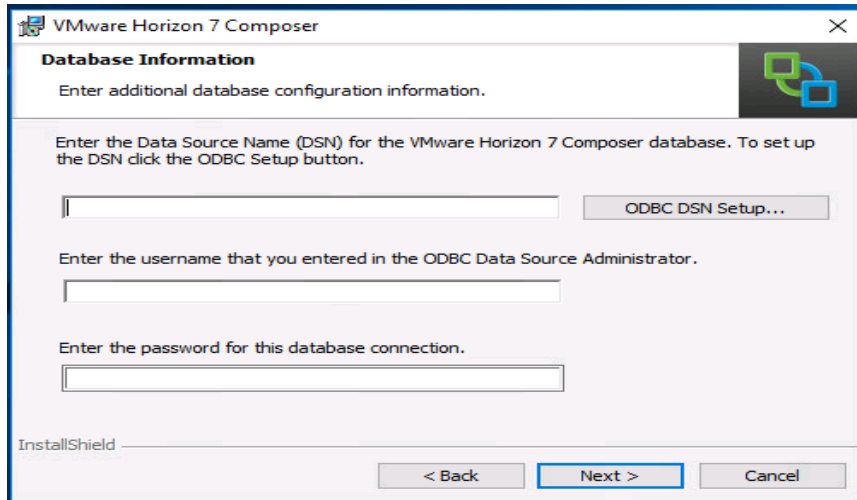 VMware Horizon 7 Composer
Database Information
Enter additional database configuration information.
Enter the Data Source Name (DSN) for the VMware Horizon 7 Composer database. To set up
the DSN click the ODBC Setup button.
ODBC DSN Setup...
Enter the username that you entered in the ODBC Data Source Administrator.
Enter the password for this database connection.
InstallShield
< Back
Next >
Cancel